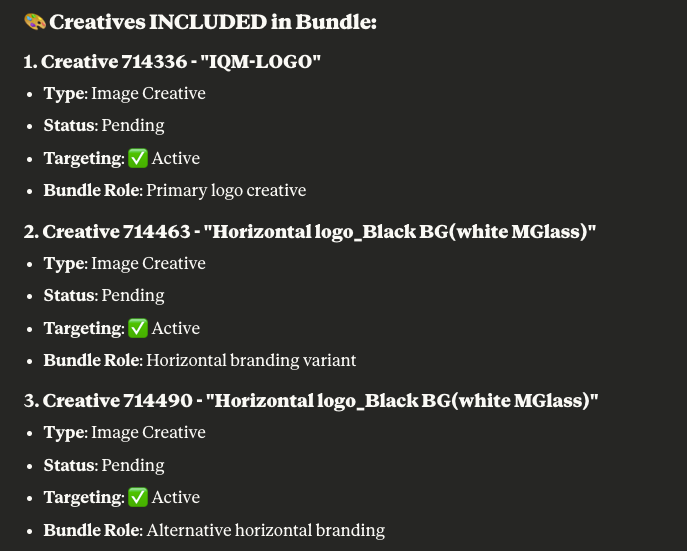 🎨 Creatives INCLUDED in Bundle:
1. Creative 714336 - "IQM-LOGO"
• Type: Image Creative
• Status: Pending
• Targeting: ✅ Active
• Bundle Role: Primary logo creative
2. Creative 714463 - "Horizontal logo_Black BG(white MGlass)"
• Type: Image Creative
• Status: Pending
• Targeting: ✅ Active
• Bundle Role: Horizontal branding variant
3. Creative 714490 - "Horizontal logo_Black BG(white MGlass)"
• Type: Image Creative
• Status: Pending
• Targeting: ✅ Active
• Bundle Role: Alternative horizontal branding